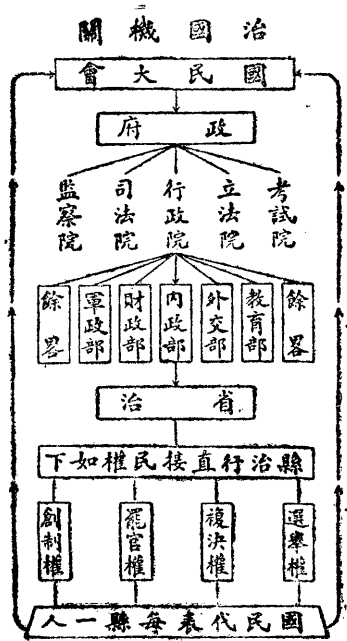 治國機關
國民大會
政府
考試院
立法院
行政院
司法院
監察院
餘畧
教育部
外交部
內政部
財政部
軍政部
餘畧
省治
縣治行直接民權如下
選舉權
複決權
罷官權
創制權
國民代表每縣一人